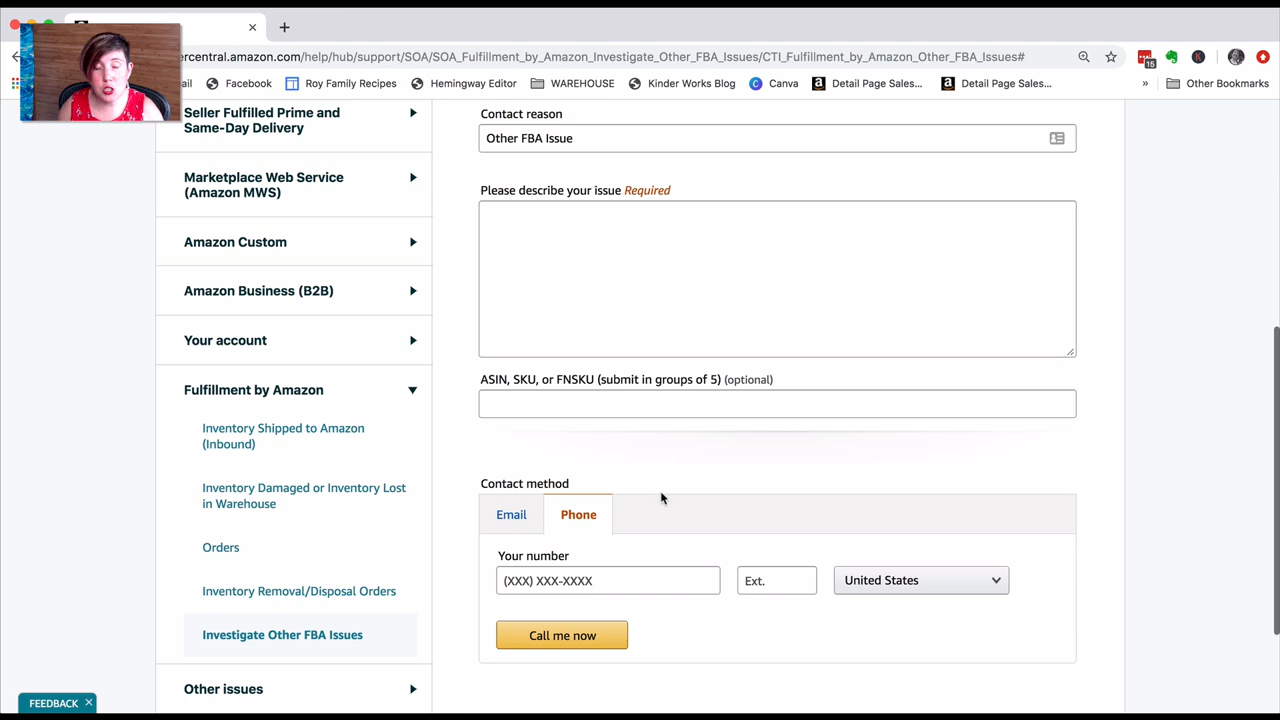 ercentral.amazon.com/help/hub/support/SOA/SOA_Fulfillment_by_Amazon_Investigate_Other_FBA_Issues/CTI_Fulfillment_by_Amazon_Other_FBA_Issues#
15
ail
Facebook
Roy Family Recipes
Hemingway Editor
WAREHOUSE
Kinder Works Blog
Canva
Detail Page Sales...
Detail Page Sales...
»
Other Bookmarks
Seller Fulfilled Prime and
Same-Day Delivery
Marketplace Web Service
(Amazon MWS)
Amazon Custom
Amazon Business (B2B)
Your account
Fulfillment by Amazon
Inventory Shipped to Amazon
(Inbound)
Inventory Damaged or Inventory Lost
in Warehouse
Orders
Inventory Removal/Disposal Orders
Investigate Other FBA Issues
Other issues
Contact reason
Other FBA Issue
Please describe your issue Required
ASIN, SKU, or FNSKU (submit in groups of 5) (optional)
Contact method
Email
Phone
Your number
(XXX) XXX-XXXX
Ext.
United States
Call me now
FEEDBACK